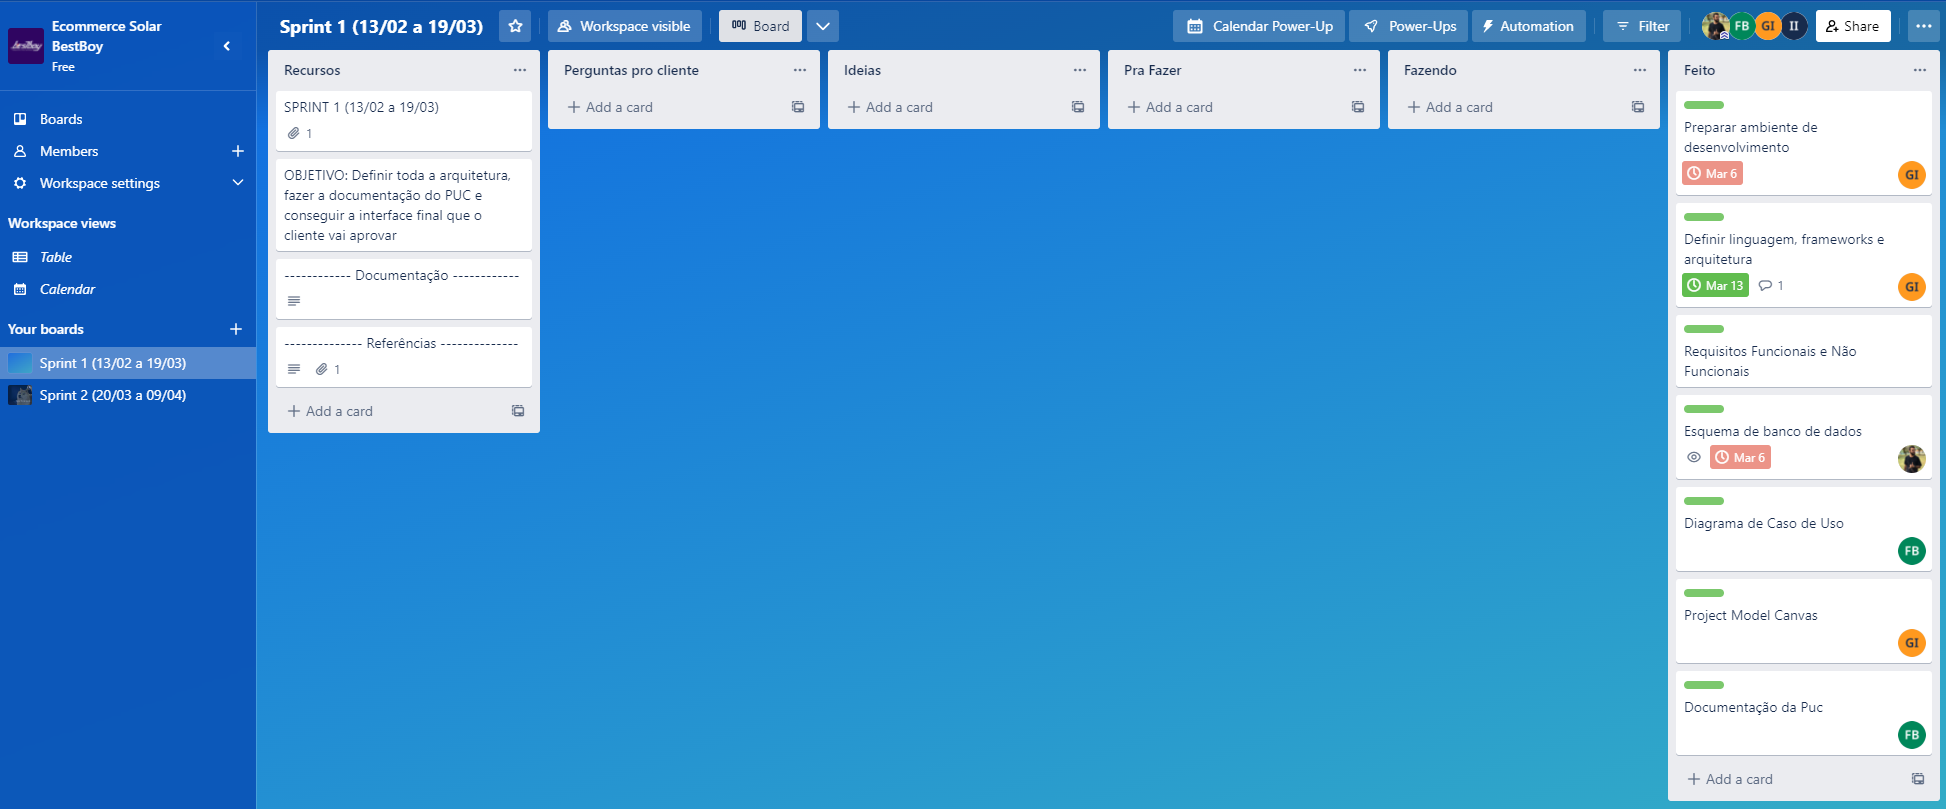 Ecommerce Solar
BestBoy
Free
Boards
Members
Workspace settings
Workspace views
Table
Calendar
Your boards
Sprint 1 (13/02 a 19/03)
Sprint 2 (20/03 a 09/04)
Sprint 1 (13/02 a 19/03)
Workspace visible
Board
Calendar Power-Up
Power-Ups
Automation
Filter
FB
GI
II
Share
Recursos
SPRINT 1 (13/02 a 19/03)
1
OBJETIVO: Definir toda a arquitetura,
fazer a documentação do PUC e
conseguir a interface final que o
cliente vai aprovar
------------ Documentação ------------
-------------- Referências --------------
1
Add a card
Perguntas pro cliente
Add a card
Ideias
Add a card
Pra Fazer
Add a card
Fazendo
Add a card
Feito
Preparar ambiente de
desenvolvimento
Mar 6
GI
Definir linguagem, frameworks e
arquitetura
Mar 13
1
GI
Requisitos Funcionais e Não
Funcionais
Esquema de banco de dados
Mar 6
Diagrama de Caso de Uso
FB
Project Model Canvas
GI
Documentação da Puc
FB
Add a card